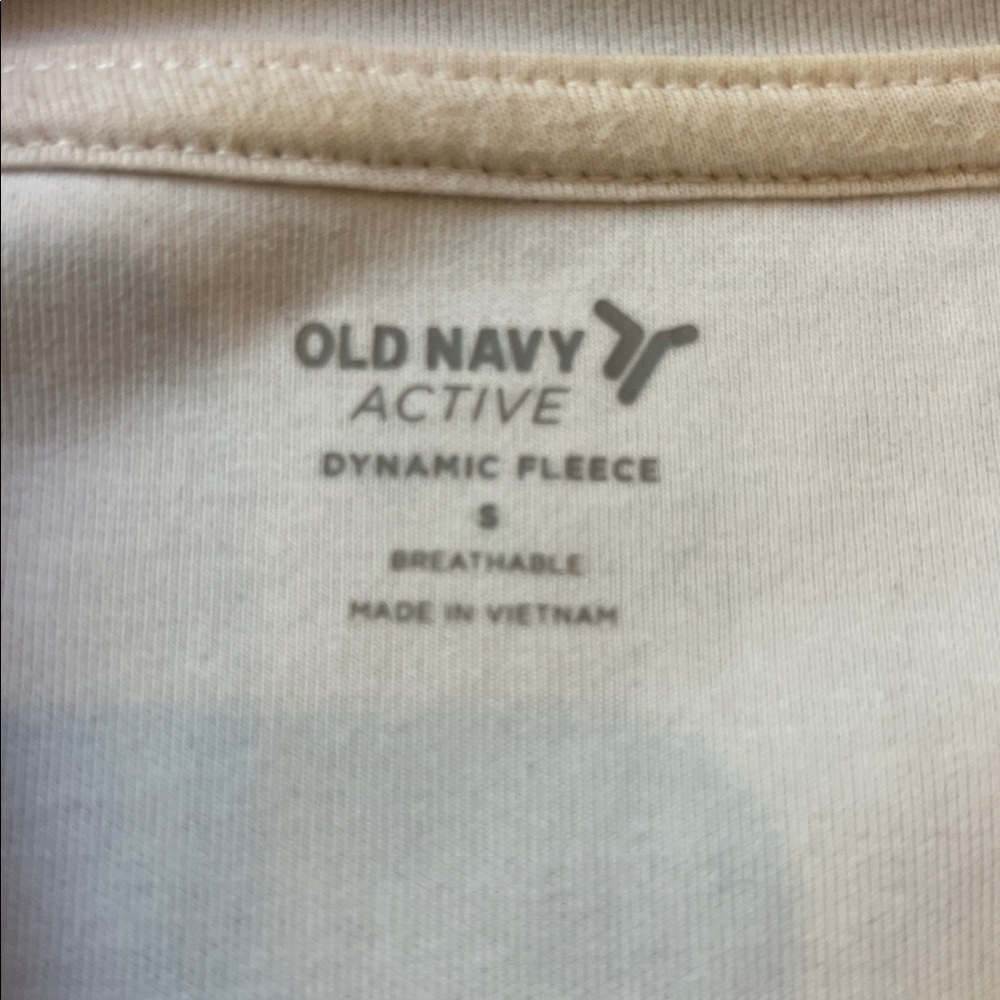 OLD NAVY
ACTIVE
DYNAMIC FLEECE
S
BREATHABLE
MADE IN VIETNAM